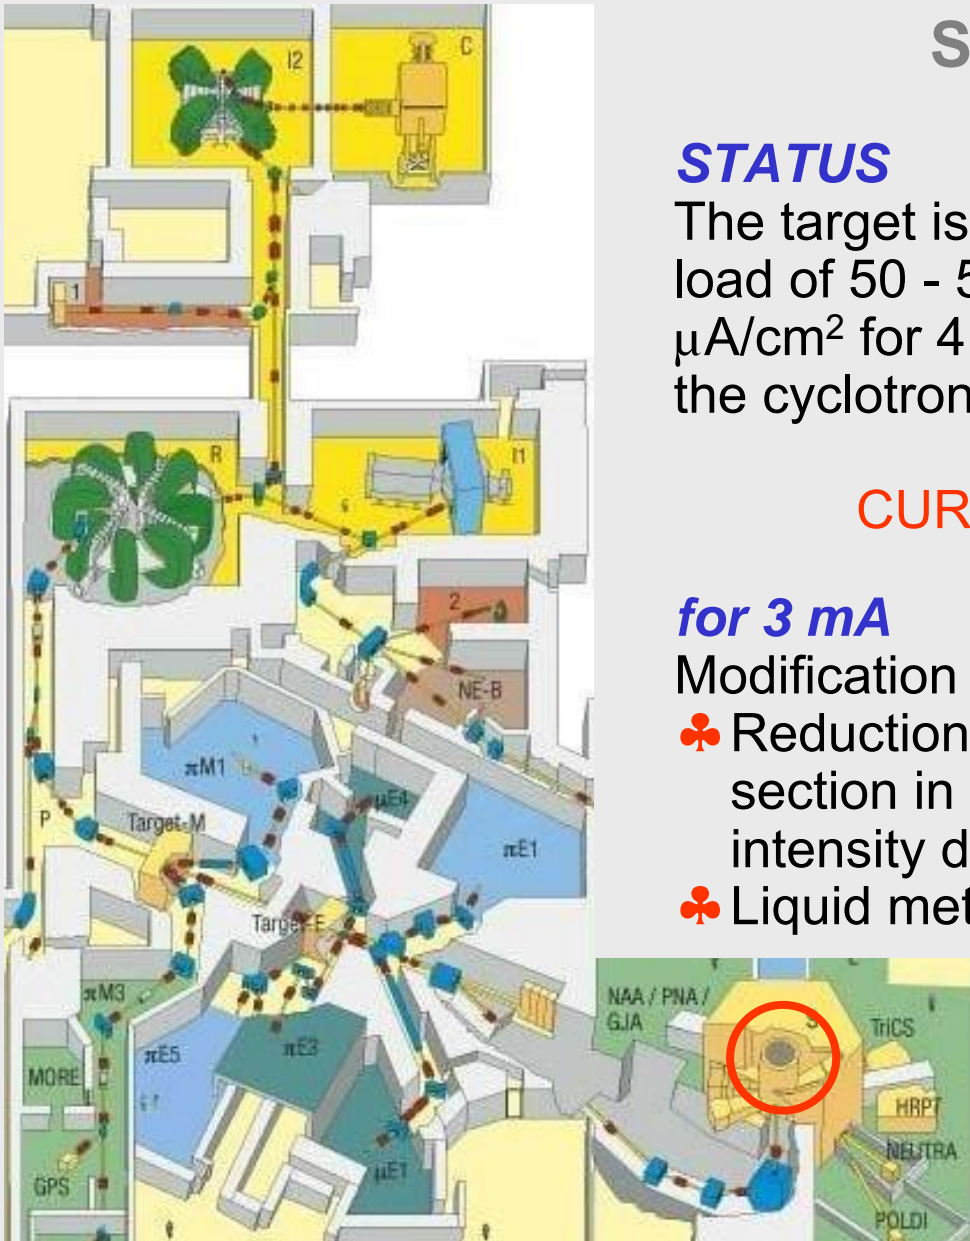 S
STATUS
The target is
load of 50 - 5
μA/cm² for 4
the cyclotron
CUR
for 3 mA
Modification
♣ Reduction
section in
intensity d
♣ Liquid met
I2
C
1
R
I1
2
NE-B
πM1
μE4
P
Target-M
πE1
Target-E
πM3
πE5
πE3
MORE
μE1
GPS
NAA / PNA /
GJA
S
TriCS
HRPT
NEUTRA
POLDI